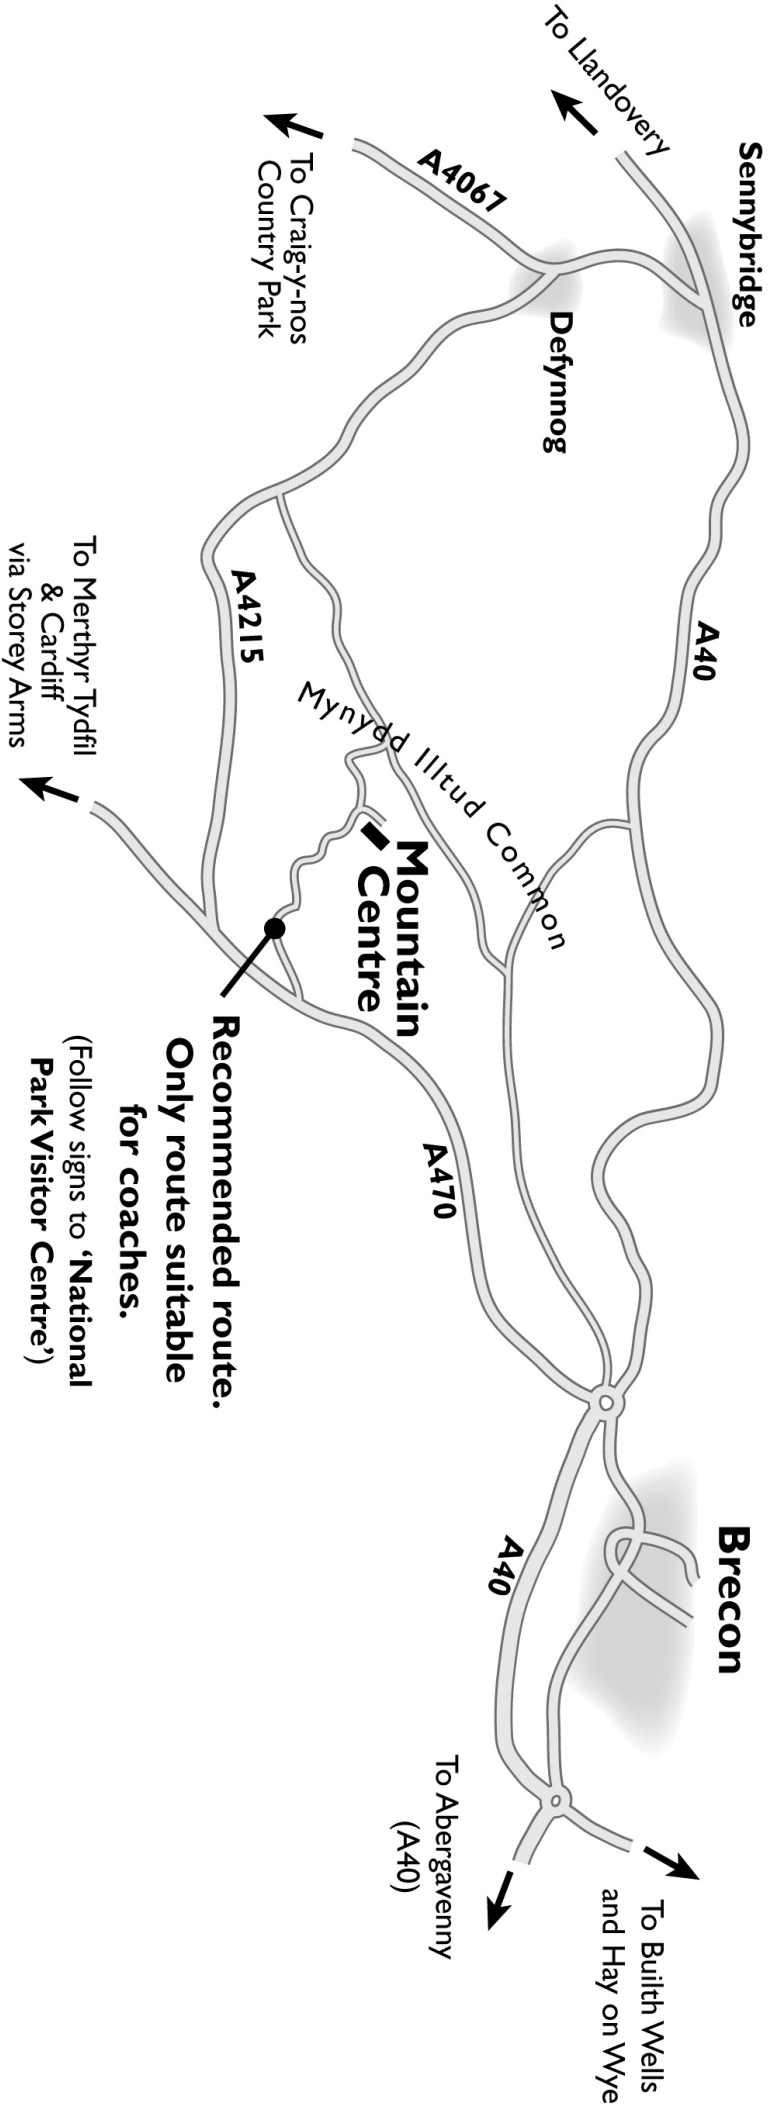 Sennybridge
To Llandovery
A4067
Defynnog
To Craig-y-nos
Country Park
A40
A4215
Mynydd Illtud Common
Mountain
Centre
To Merthyr Tydfil
& Cardiff
via Storey Arms
Recommended route.
Only route suitable
for coaches.
(Follow signs to ‘National
Park Visitor Centre’)
A470
Brecon
A40
To Abergavenny
(A40)
To Builth Wells
and Hay on Wye